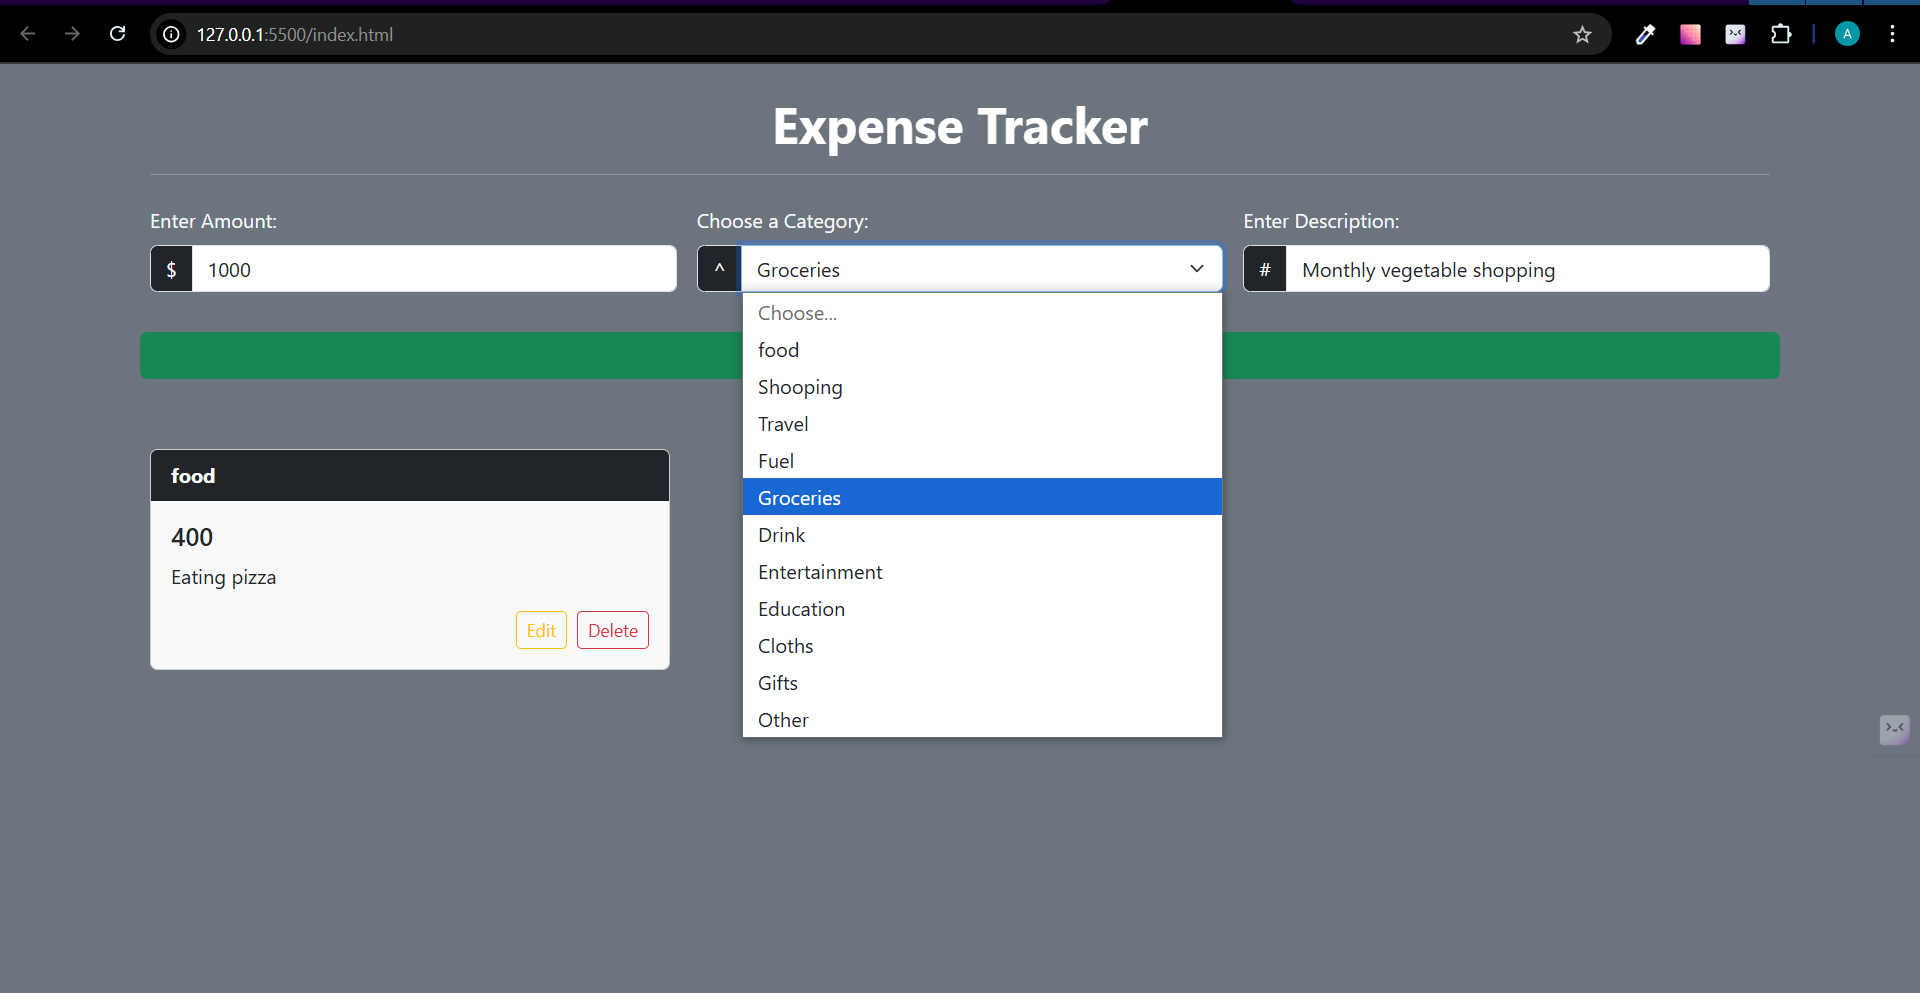 127.0.0.1:5500/index.html
A
Expense Tracker
Enter Amount:
Choose a Category:
Enter Description:
$ 1000
^ Groceries
# Monthly vegetable shopping
Choose...
food
Shooping
Travel
Fuel
Groceries
Drink
Entertainment
Education
Cloths
Gifts
Other
food
400
Eating pizza
Edit
Delete